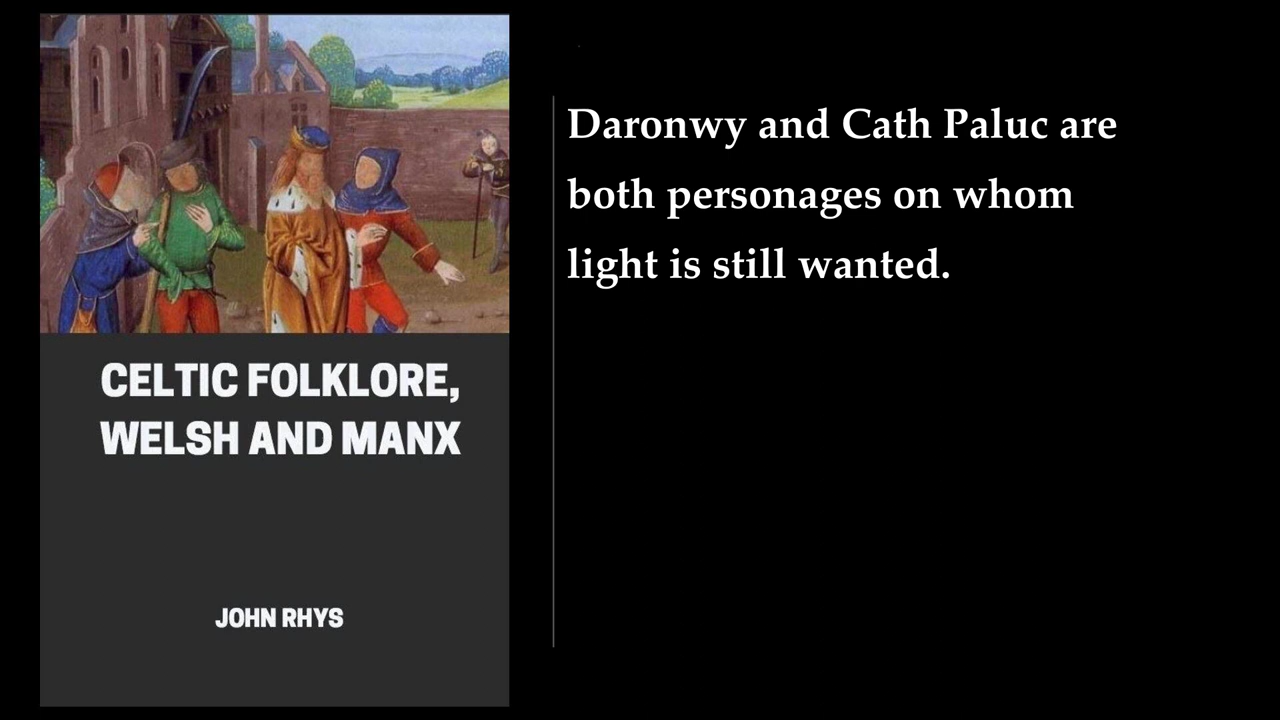 CELTIC FOLKLORE,
WELSH AND MANX
JOHN RHYS
Daronwy and Cath Paluc are
both personages on whom
light is still wanted.